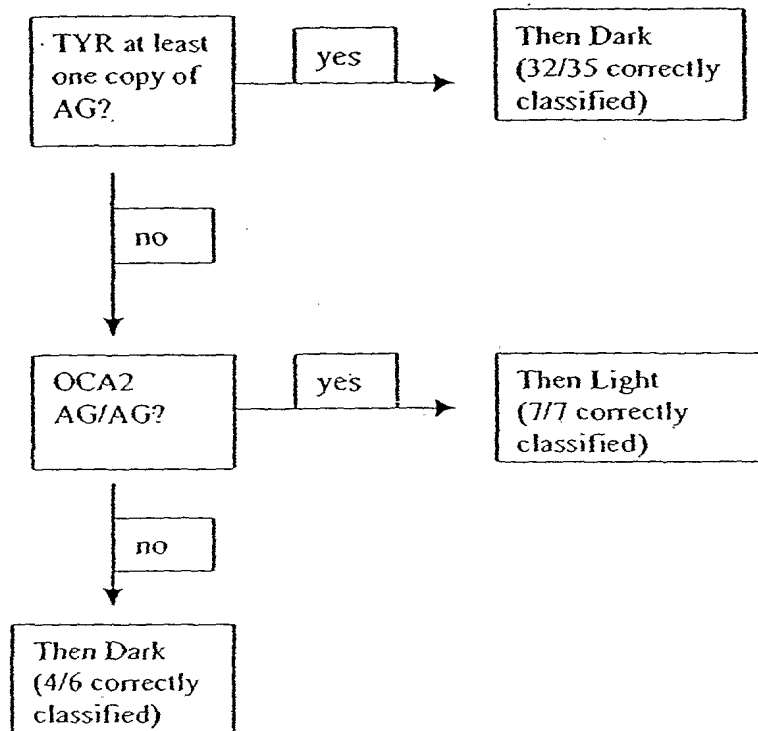 TYR at least
one copy of
AG?
yes
Then Dark
(32/35 correctly
classified)
no
OCA2
AG/AG?
yes
Then Light
(7/7 correctly
classified)
no
Then Dark
(4/6 correctly
classified)